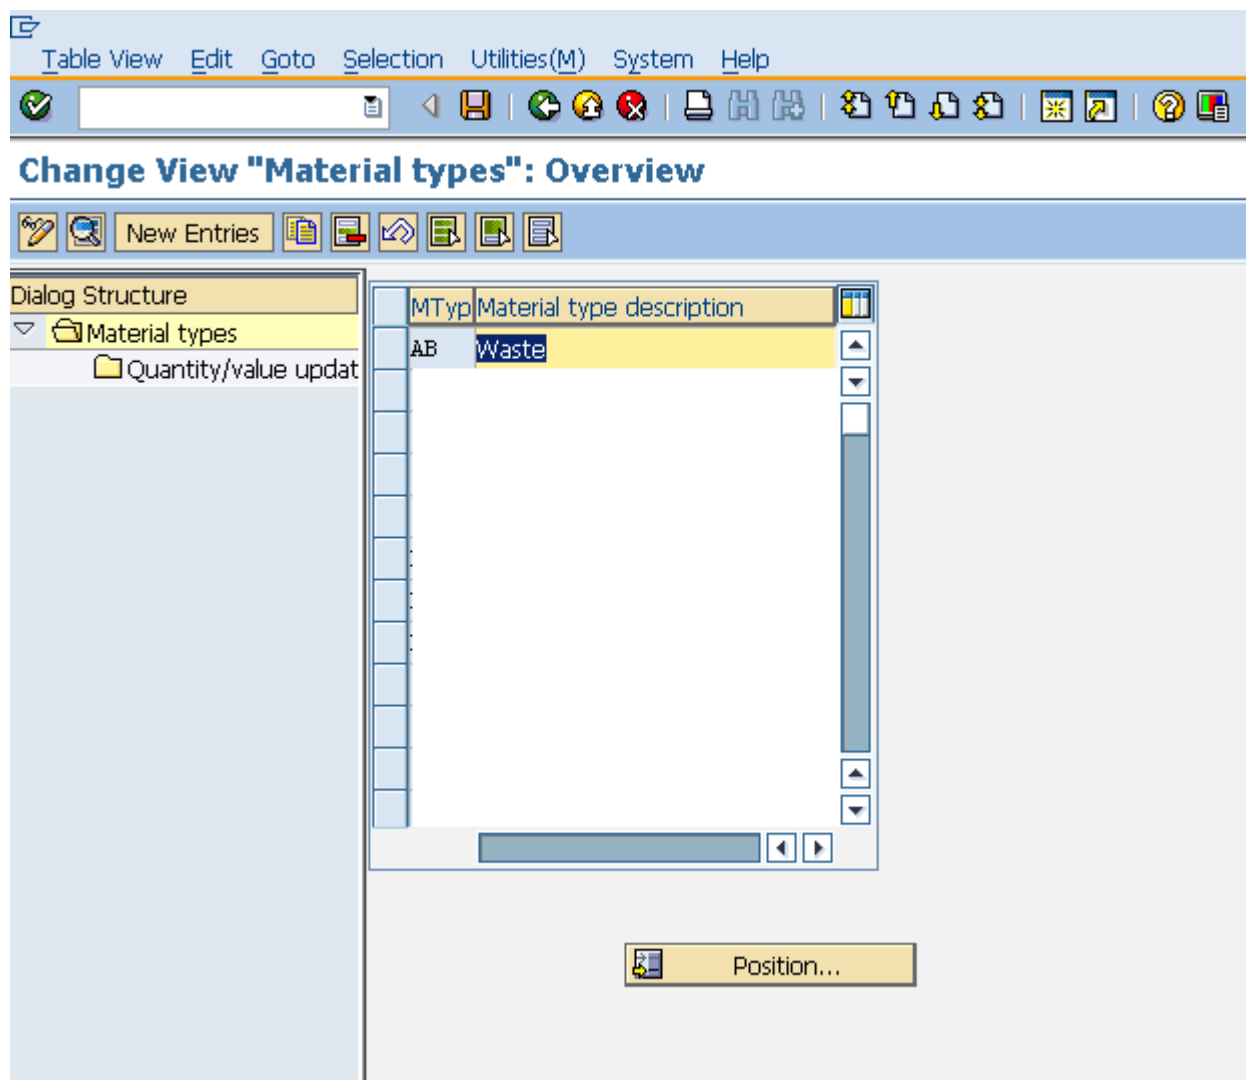 Table View Edit Goto Selection Utilities(M) System Help
Change View "Material types": Overview
New Entries
Dialog Structure
Material types
Quantity/value updat
MTyp Material type description
AB Waste
Position...